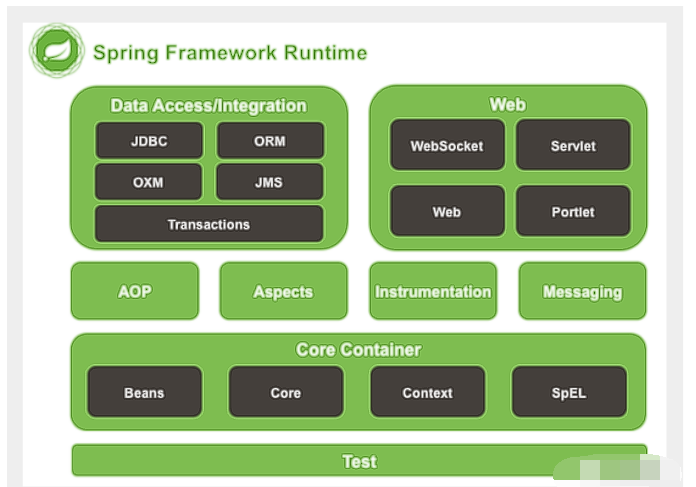 Spring Framework Runtime
Data Access/Integration
JDBC
ORM
OXM
JMS
Transactions
Web
WebSocket
Servlet
Web
Portlet
AOP
Aspects
Instrumentation
Messaging
Core Container
Beans
Core
Context
SpEL
Test